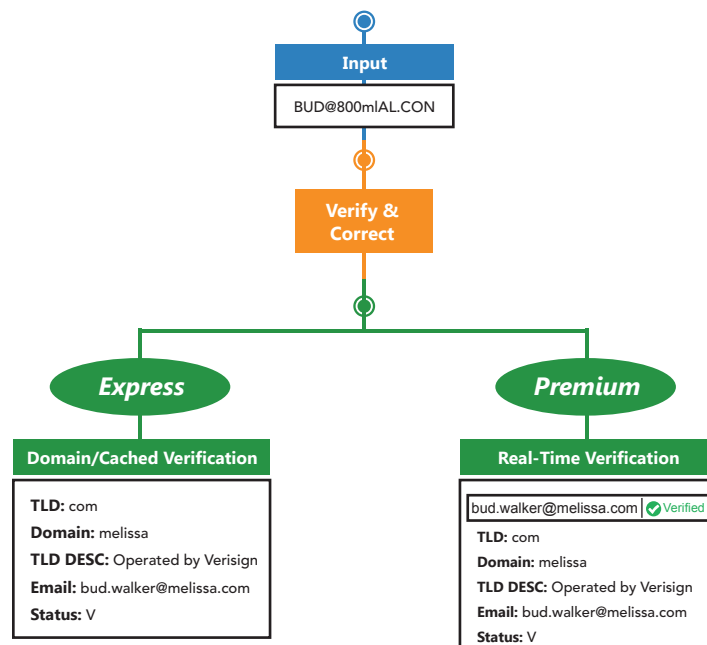 Input
BUD@800mlAL.CON
Verify &
Correct
Express
Domain/Cached Verification
TLD: com
Domain: melissa
TLD DESC: Operated by Verisign
Email: bud.walker@melissa.com
Status: V
Premium
Real-Time Verification
bud.walker@melissa.com Verified
TLD: com
Domain: melissa
TLD DESC: Operated by Verisign
Email: bud.walker@melissa.com
Status: V